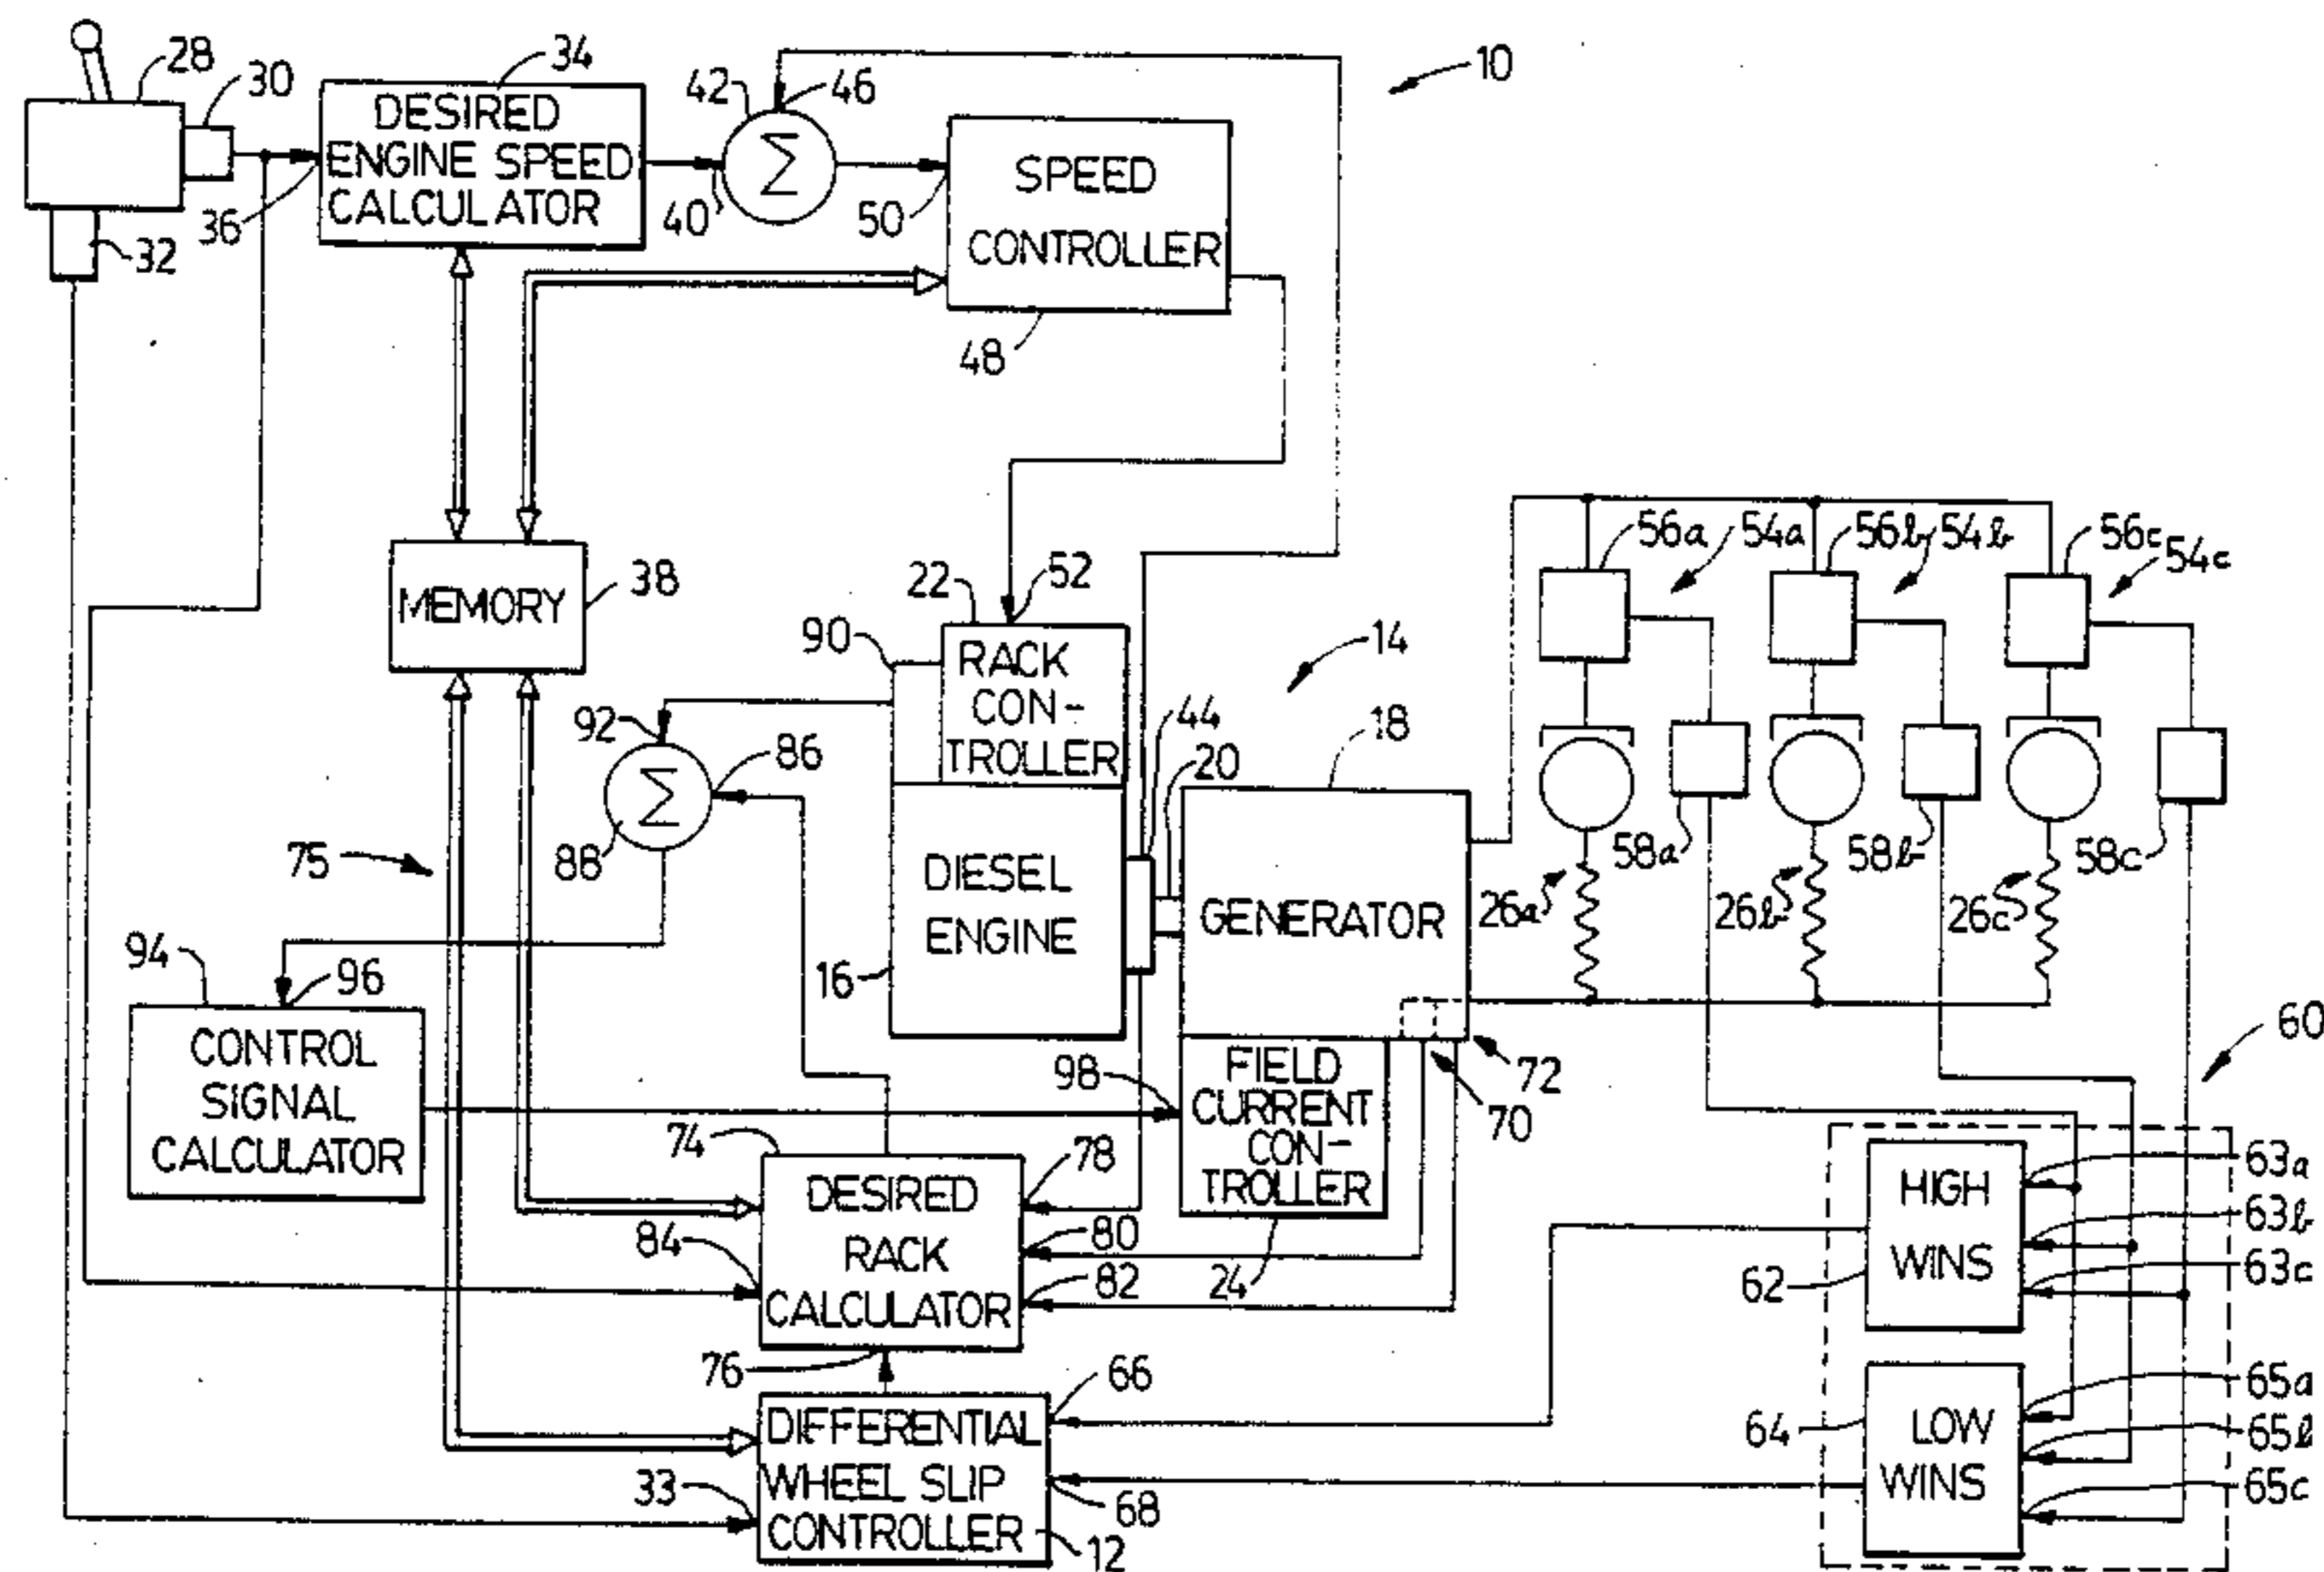 28
30
34
42
46
10
DESIRED
ENGINE SPEED
CALCULATOR
Σ
SPEED
CONTROLLER
36
32
40
50
48
MEMORY
38
22
52
56a
54a
56b
54b
56c
54c
90
RACK
CON-
TROLLER
14
92
86
44
20
18
Σ
88
75
DIESEL
ENGINE
16
GENERATOR
58a
58b
58c
26a
26b
26c
94
96
CONTROL
SIGNAL
CALCULATOR
98
FIELD
CURRENT
CON-
TROLLER
72
70
60
24
74
78
DESIRED
RACK
CALCULATOR
80
82
84
76
HIGH
WINS
62
63a
63b
63c
66
DIFFERENTIAL
WHEEL SLIP
CONTROLLER
33
68
12
LOW
WINS
64
65a
65b
65c